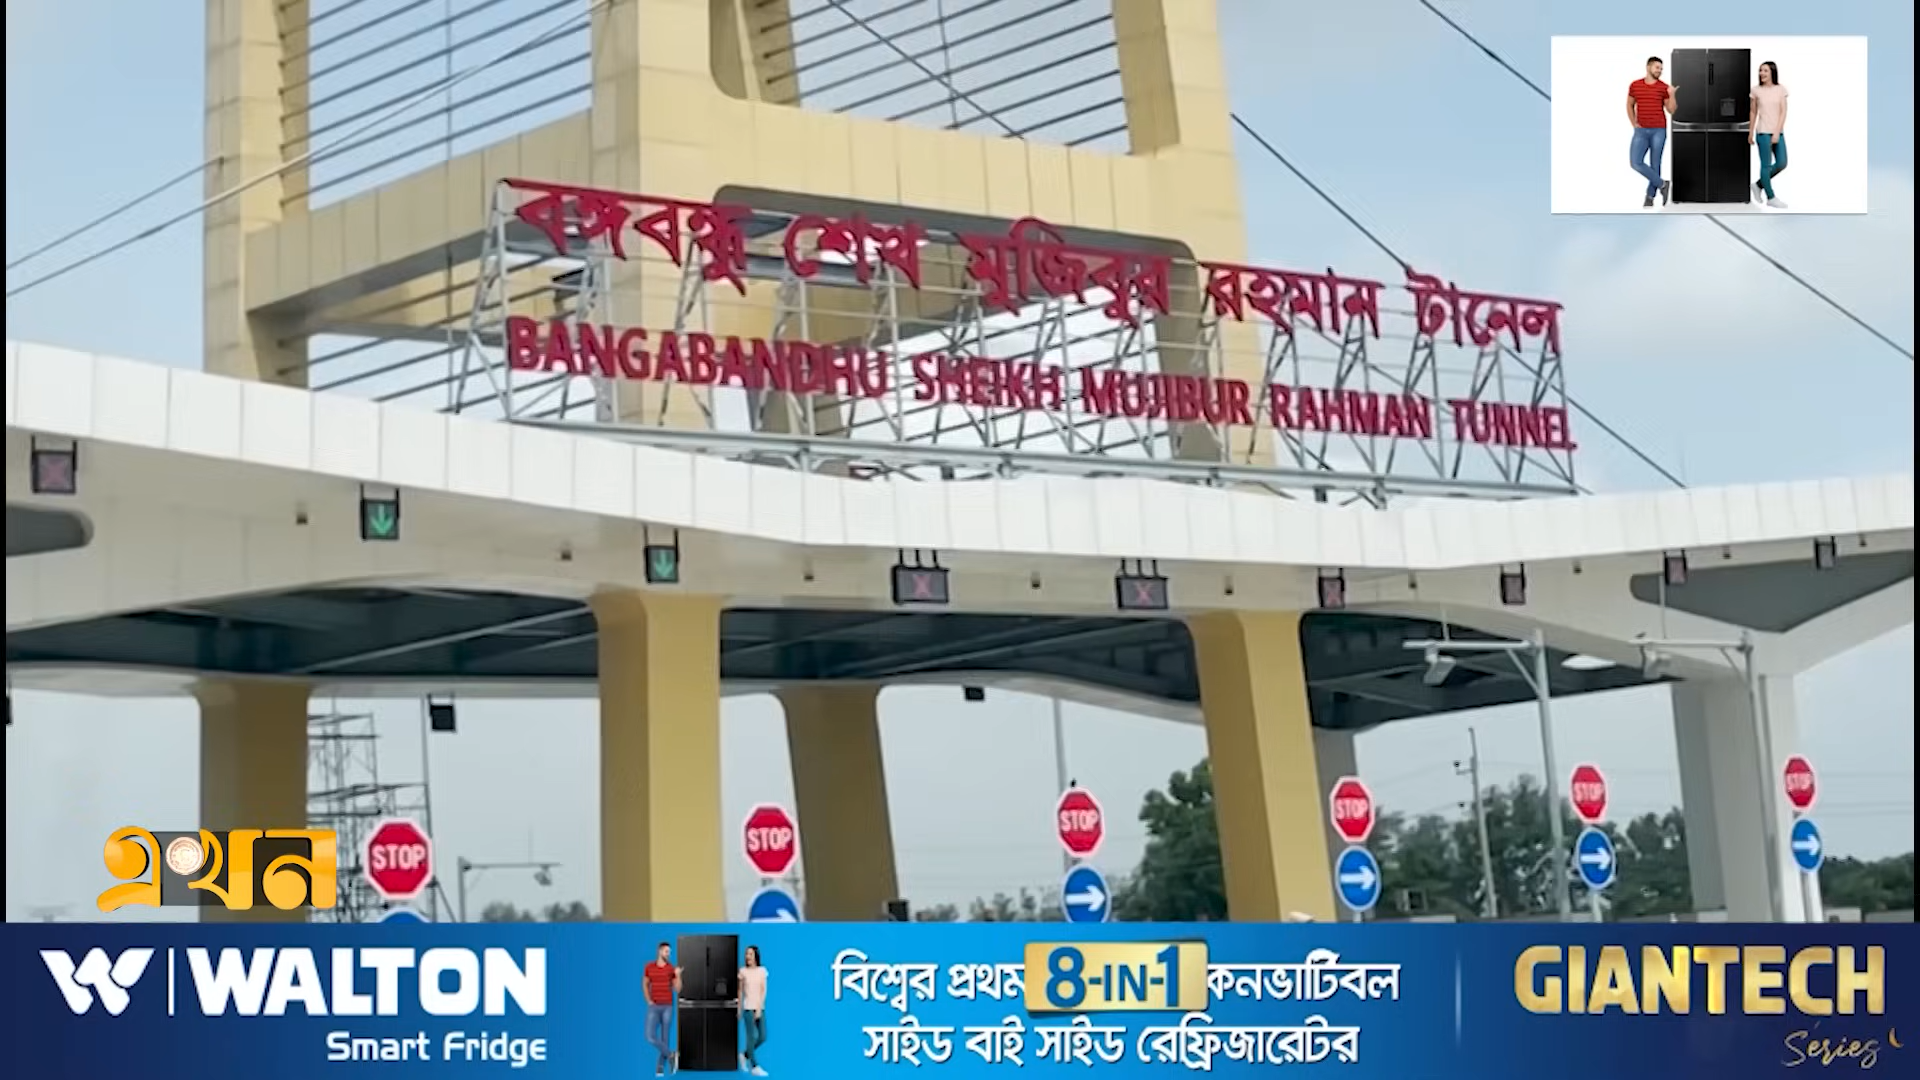 বঙ্গবন্ধু শেখ মুজিবুর রহমান টানেল
BANGABANDHU SHEIKH MUJIBUR RAHMAN TUNNEL
STOP
STOP
STOP
STOP
STOP
STOP
এখন
WALTON
Smart Fridge
বিশ্বের প্রথম 8-IN-1 কনভার্টিবল
সাইড বাই সাইড রেফ্রিজারেটর
GIANTECH
Series